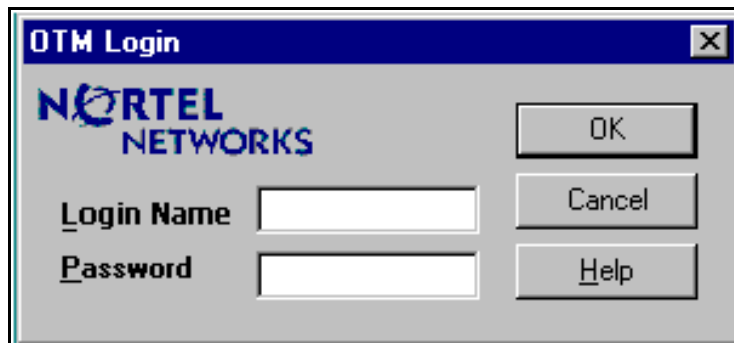 OTM Login
NORTEL
NETWORKS
OK
Login Name
Cancel
Password
Help